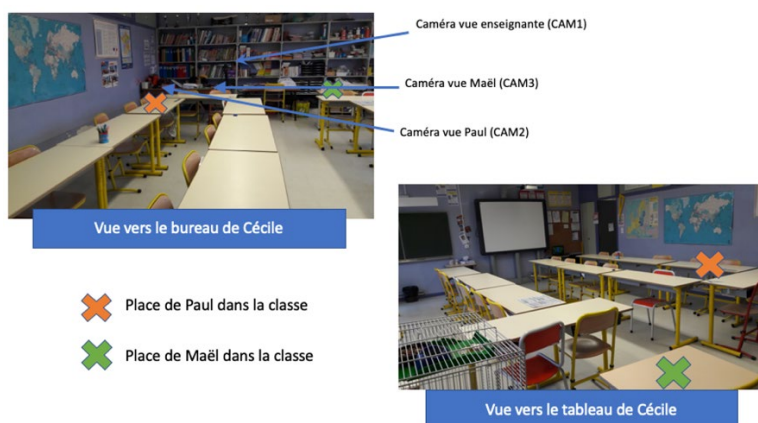 Caméra vue enseignante (CAM1)
Caméra vue Maël (CAM3)
Caméra vue Paul (CAM2)
Vue vers le bureau de Cécile
Place de Paul dans la classe
Place de Maël dans la classe
Vue vers le tableau de Cécile